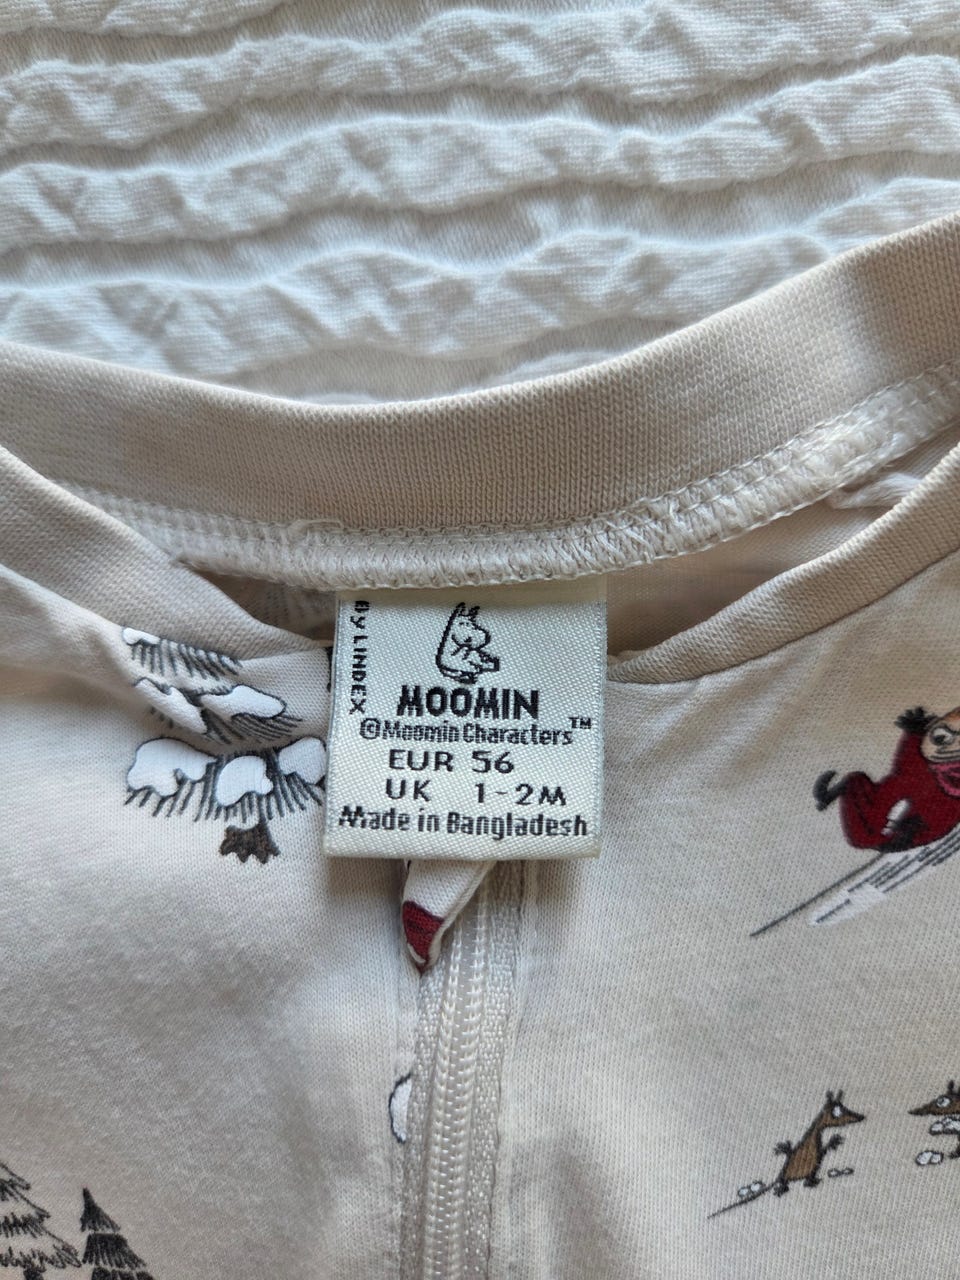 By LINDEX
MOOMIN
©Moomin Characters™
EUR 56
UK 1-2M
Made in Bangladesh